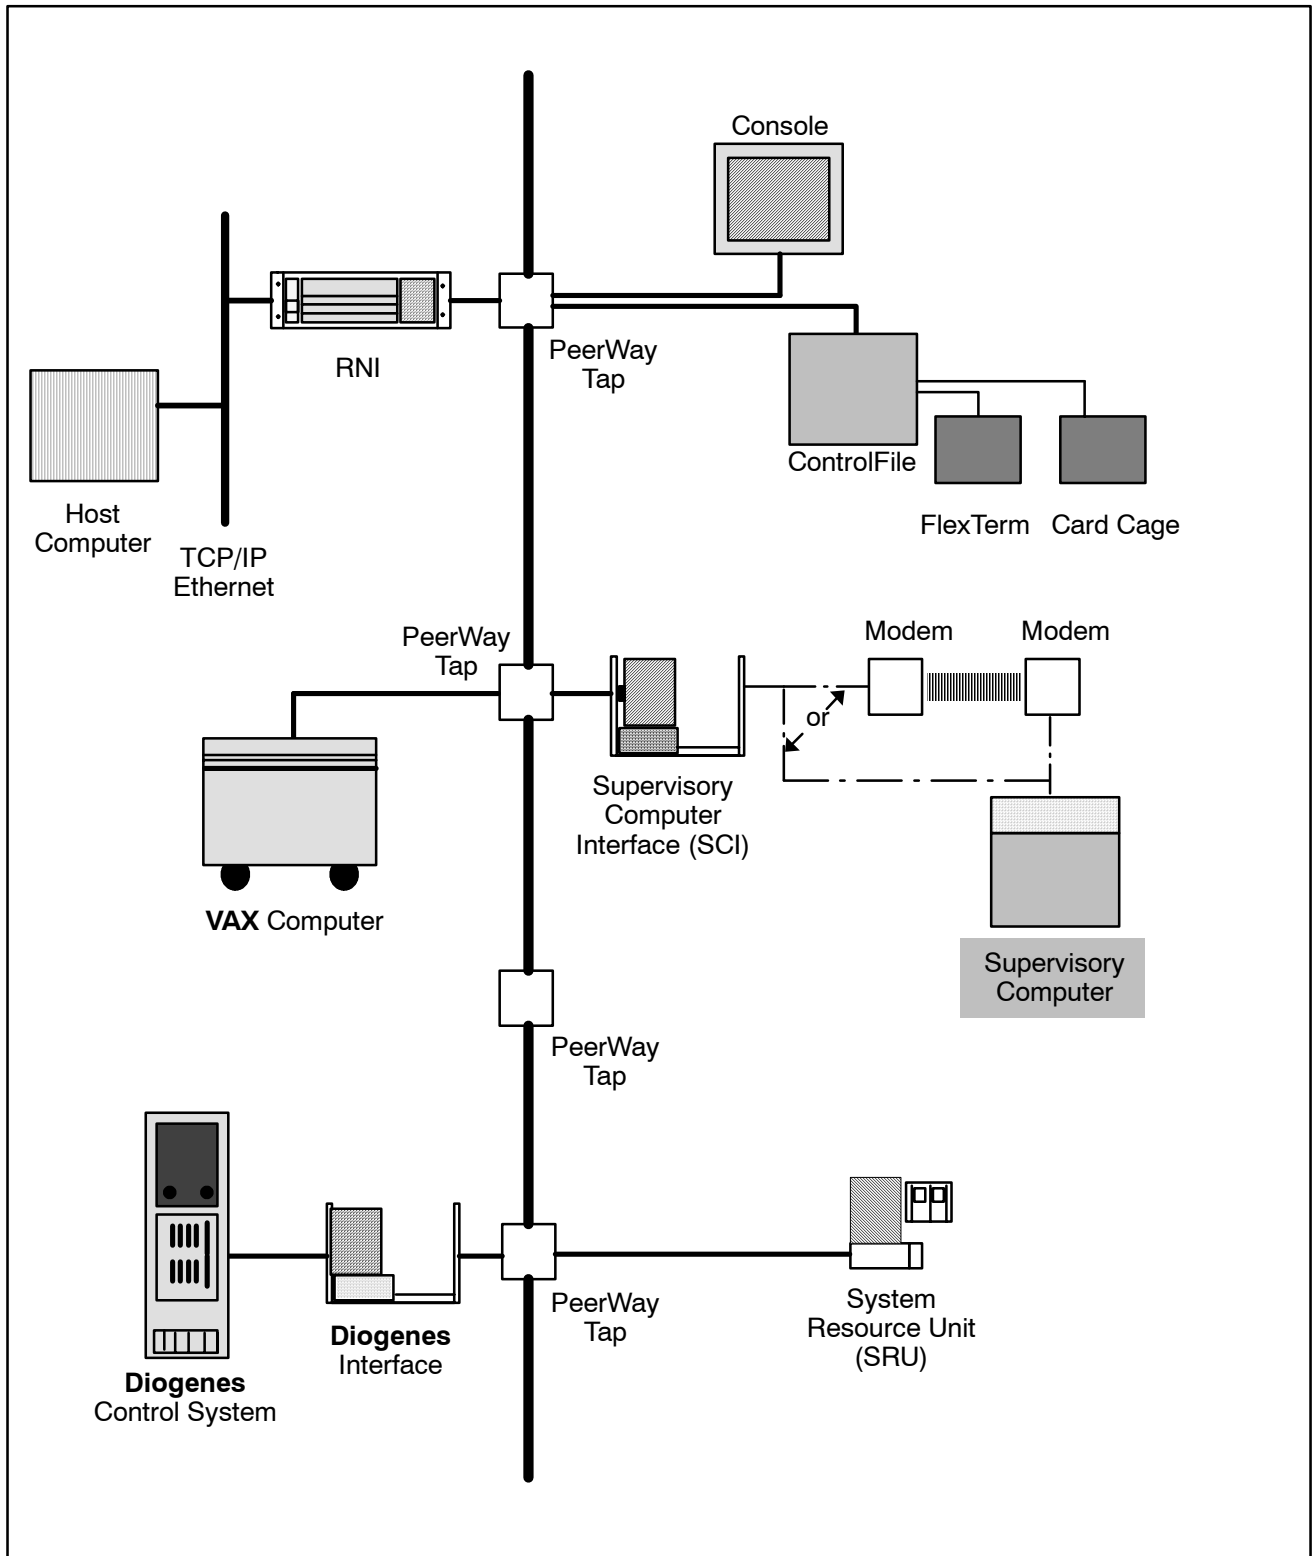 Console
RNI
PeerWay
Tap
ControlFile
Host
Computer
FlexTerm
Card Cage
TCP/IP
Ethernet
PeerWay
Tap
Modem
Modem
or
Supervisory
Computer
Interface (SCI)
VAX Computer
Supervisory
Computer
PeerWay
Tap
PeerWay
Tap
System
Resource Unit
(SRU)
Diogenes
Interface
Diogenes
Control System